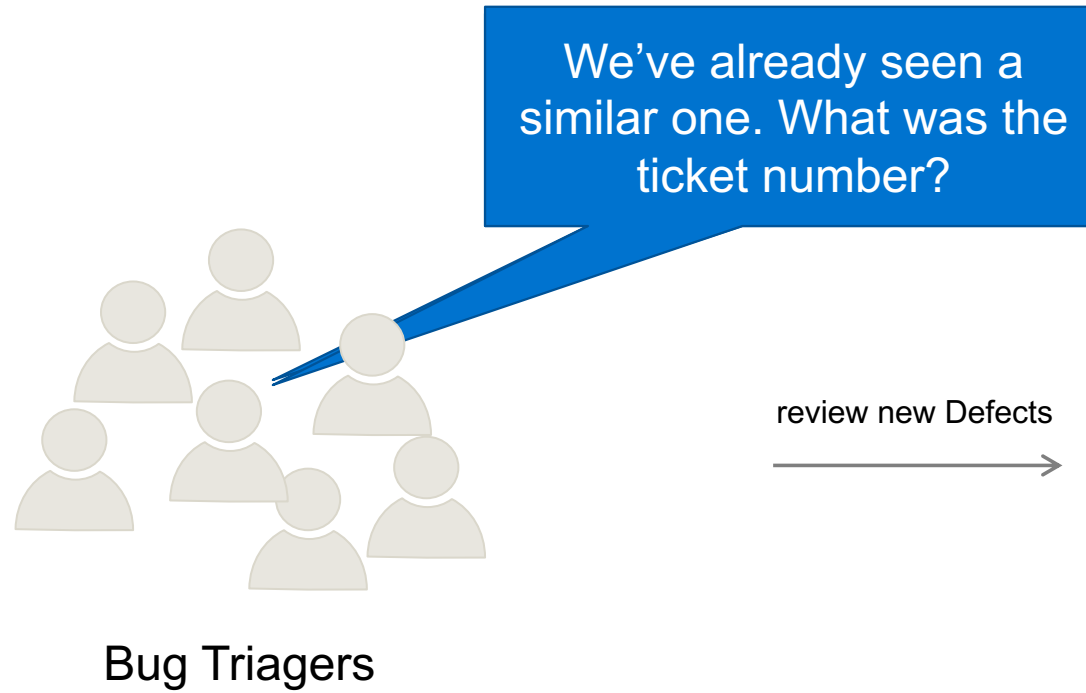 We’ve already seen a
similar one. What was the
ticket number?
review new Defects
Bug Triagers